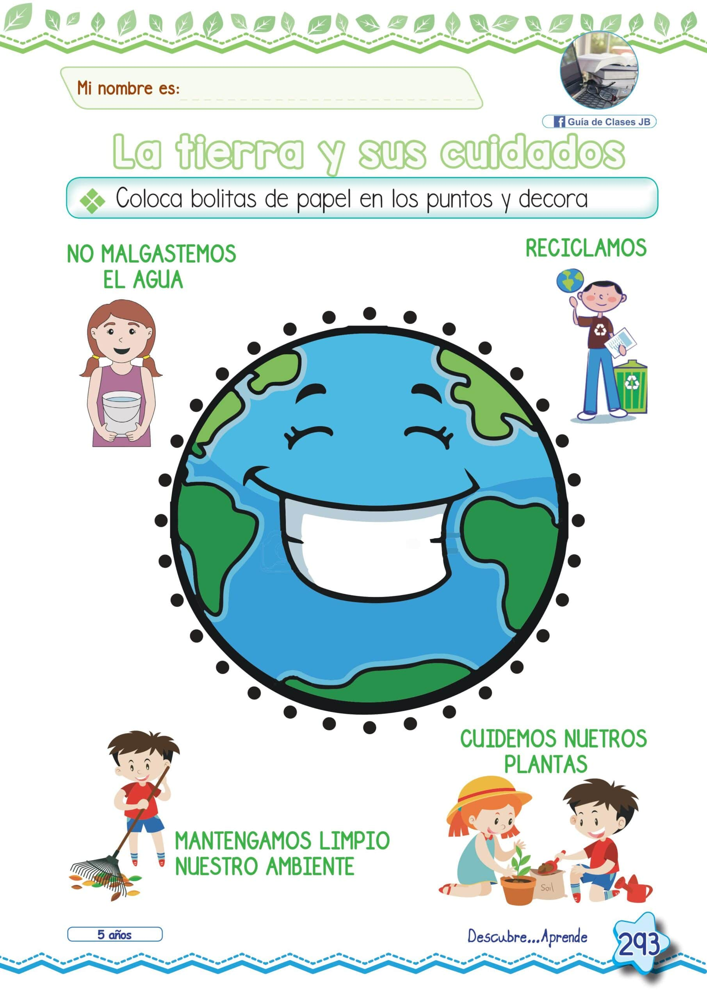 Mi nombre es:
Guía de Clases JB
La tierra y sus cuidados
Coloca bolitas de papel en los puntos y decora
NO MALGASTEMOS
EL AGUA
RECICLAMOS
CUIDEMOS NUETROS
PLANTAS
MANTENGAMOS LIMPIO
NUESTRO AMBIENTE
Soil
5 años
Descubre...Aprende
293